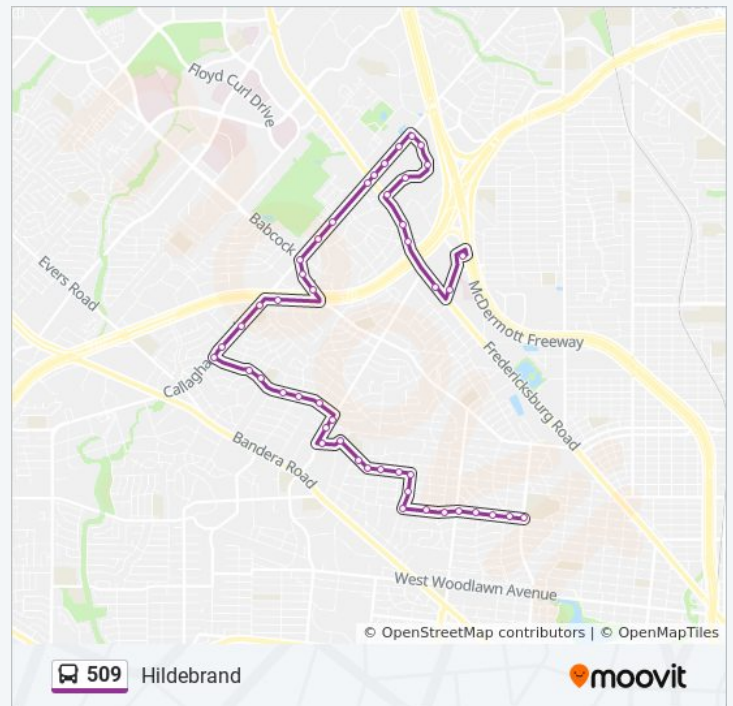 Floyd Curl Drive
Babcock
Evers Road
McDermott Freeway
Callagha
Fredericksburg Road
Bandera Road
West Woodlawn Avenue
© OpenStreetMap contributors | © OpenMapTiles
509 Hildebrand
moovit